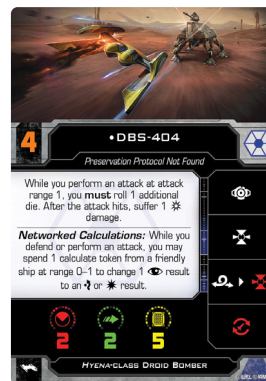 4
•DBS-404
Preservation Protocol Not Found
While you perform an attack at attack
range 1, you must roll 1 additional
die. After the attack hits, suffer 1
damage.
Networked Calculations: While you
defend or perform an attack, you may
spend 1 calculate token from a friendly
ship at range 0–1 to change 1 result
to an or result.
2 2 5
Hyena-class Droid Bomber